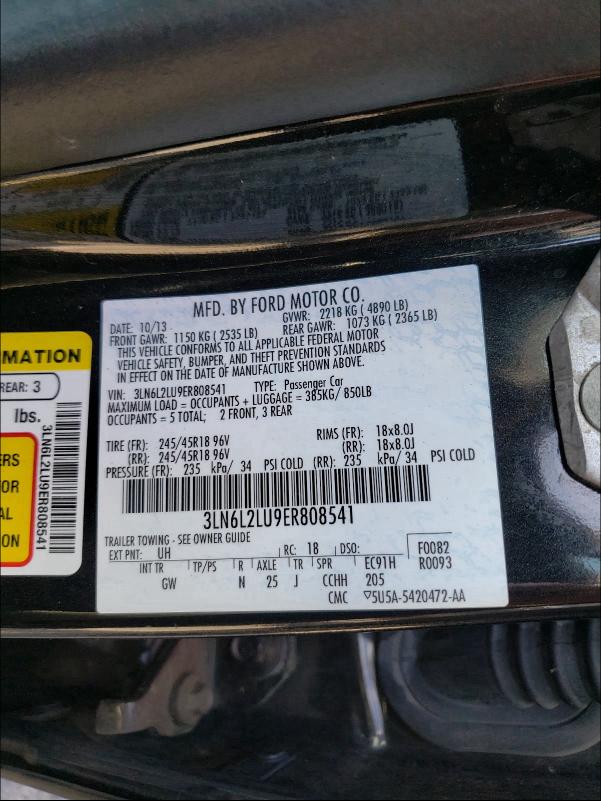 MFD. BY FORD MOTOR CO.
DATE: 10/13 GVWR: 2218 KG ( 4890 LB)
FRONT GAWR: 1150 KG ( 2535 LB) REAR GAWR: 1073 KG ( 2365 LB)
THIS VEHICLE CONFORMS TO ALL APPLICABLE FEDERAL MOTOR
VEHICLE SAFETY, BUMPER, AND THEFT PREVENTION STANDARDS
IN EFFECT ON THE DATE OF MANUFACTURE SHOWN ABOVE.
VIN: 3LN6L2LU9ER808541 TYPE: Passenger Car
MAXIMUM LOAD = OCCUPANTS + LUGGAGE = 385KG/ 850LB
OCCUPANTS = 5 TOTAL; 2 FRONT, 3 REAR
TIRE (FR): 245/45R18 96V RIMS (FR): 18x8.0J
(RR): 245/45R18 96V (RR): 18x8.0J
PRESSURE (FR): 235 kPa/ 34 PSI COLD (RR): 235 kPa/ 34 PSI COLD
3LN6L2LU9ER808541
TRAILER TOWING - SEE OWNER GUIDE
EXT PNT: UH RC: 18 DSO: F0082
INT TR TP/PS R AXLE TR SPR EC91H R0093
GW N 25 J CCHH 205
CMC ▽5U5A-5420472-AA
RMATION
REAR: 3
lbs.
3LN6L2LU9ER808541
ERS
OR
AL
ON